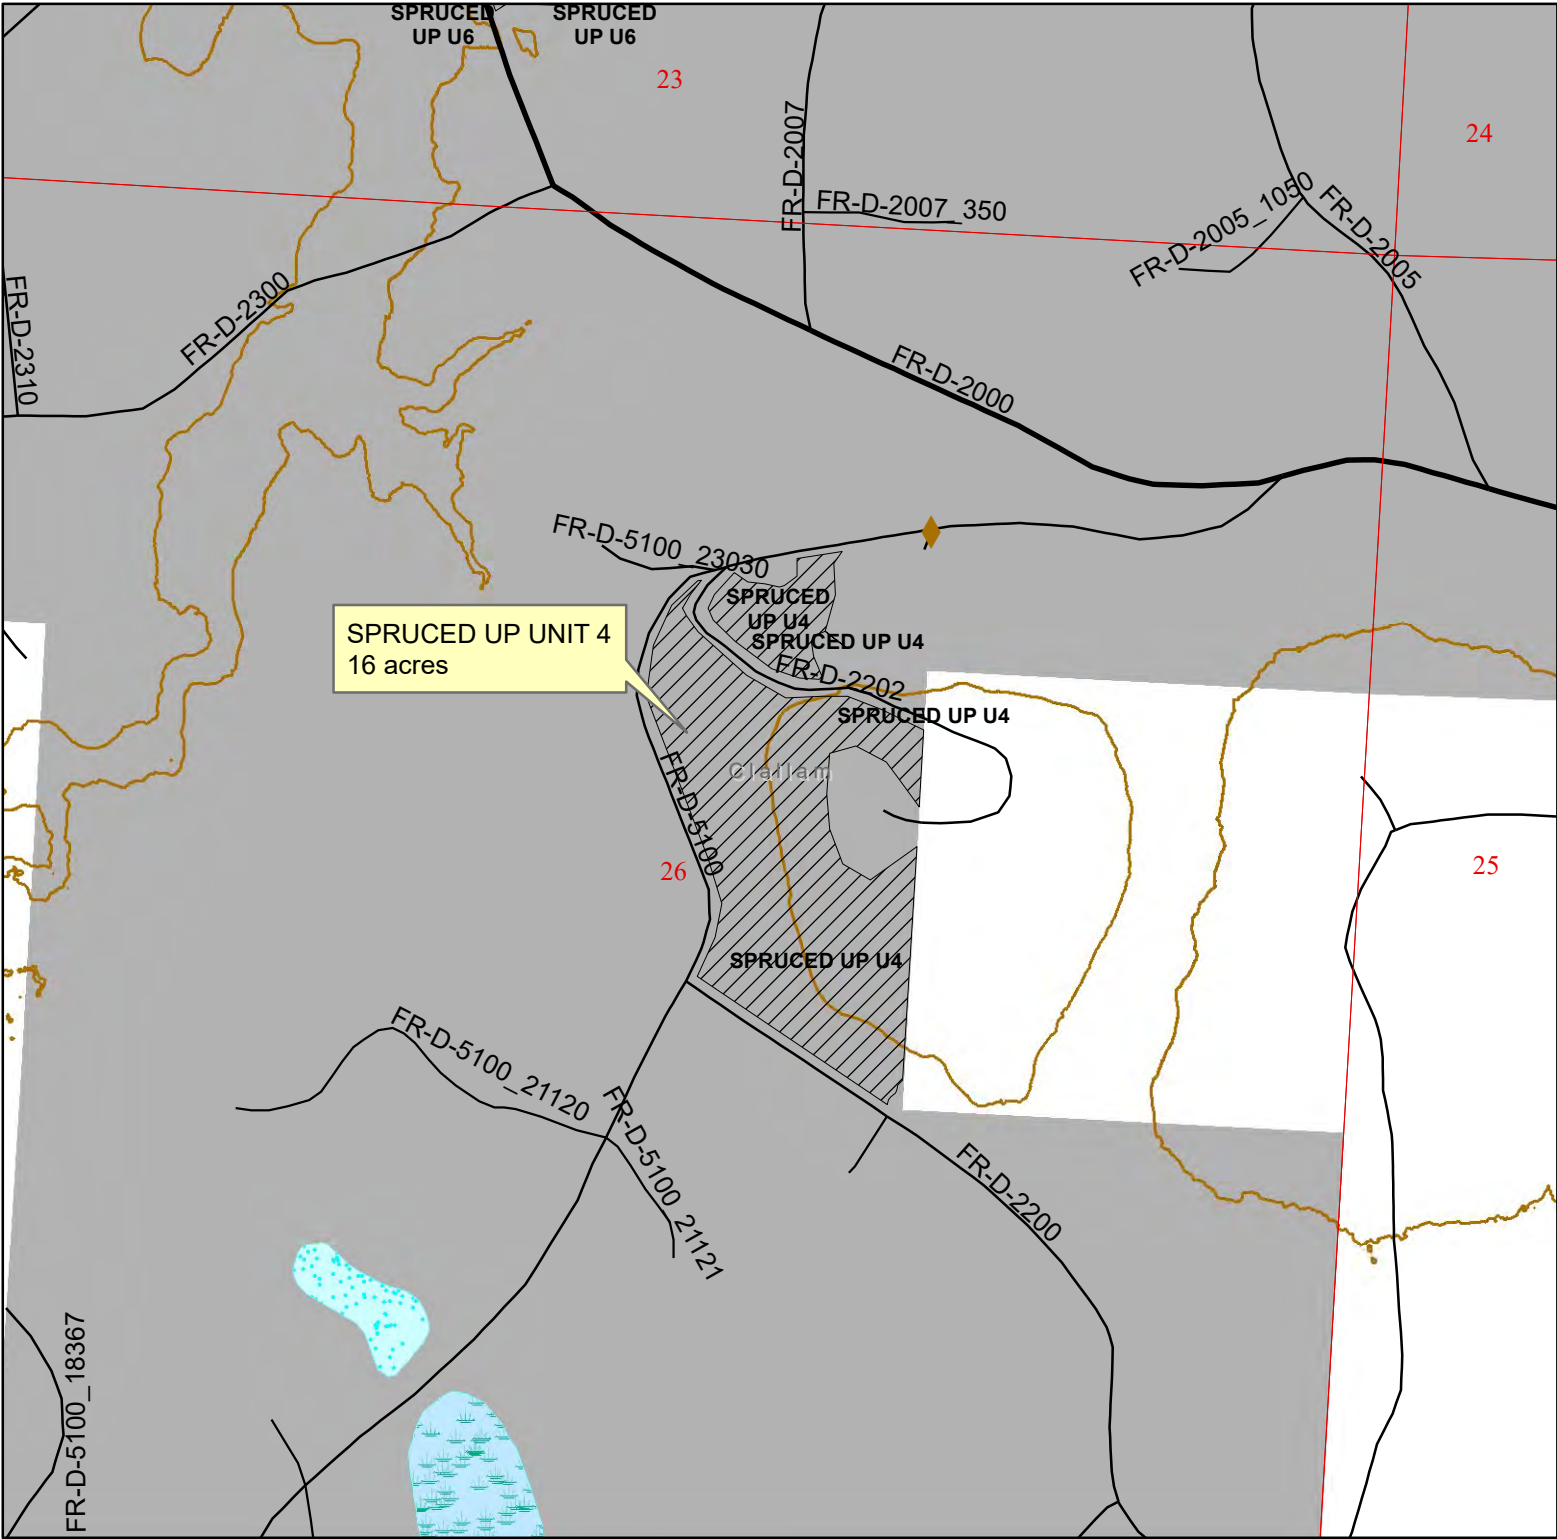 SPRUCED
UP U6
SPRUCED
UP U6
23
24
FR-D-2007
FR-D-2007_350
FR-D-2005_1050
FR-D-2005
FR-D-2300
FR-D-2310
FR-D-2000
FR-D-5100_23030
SPRUCED
UP U4
SPRUCED UP U4
SPRUCED UP UNIT 4
16 acres
FR-D-2202
SPRUCED UP U4
Clallam
FR-D-5100
26
25
SPRUCED UP U4
FR-D-5100_21120
FR-D-5100_21121
FR-D-2200
FR-D-5100_18367